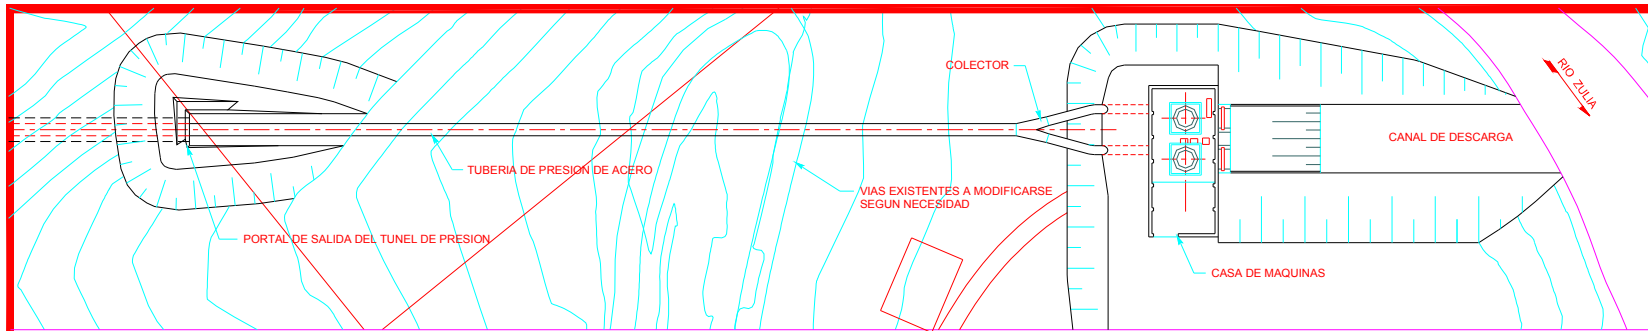 COLECTOR
RIO ZULIA
CANAL DE DESCARGA
TUBERIA DE PRESION DE ACERO
VIAS EXISTENTES A MODIFICARSE
SEGUN NECESIDAD
PORTAL DE SALIDA DEL TUNEL DE PRESION
CASA DE MAQUINAS